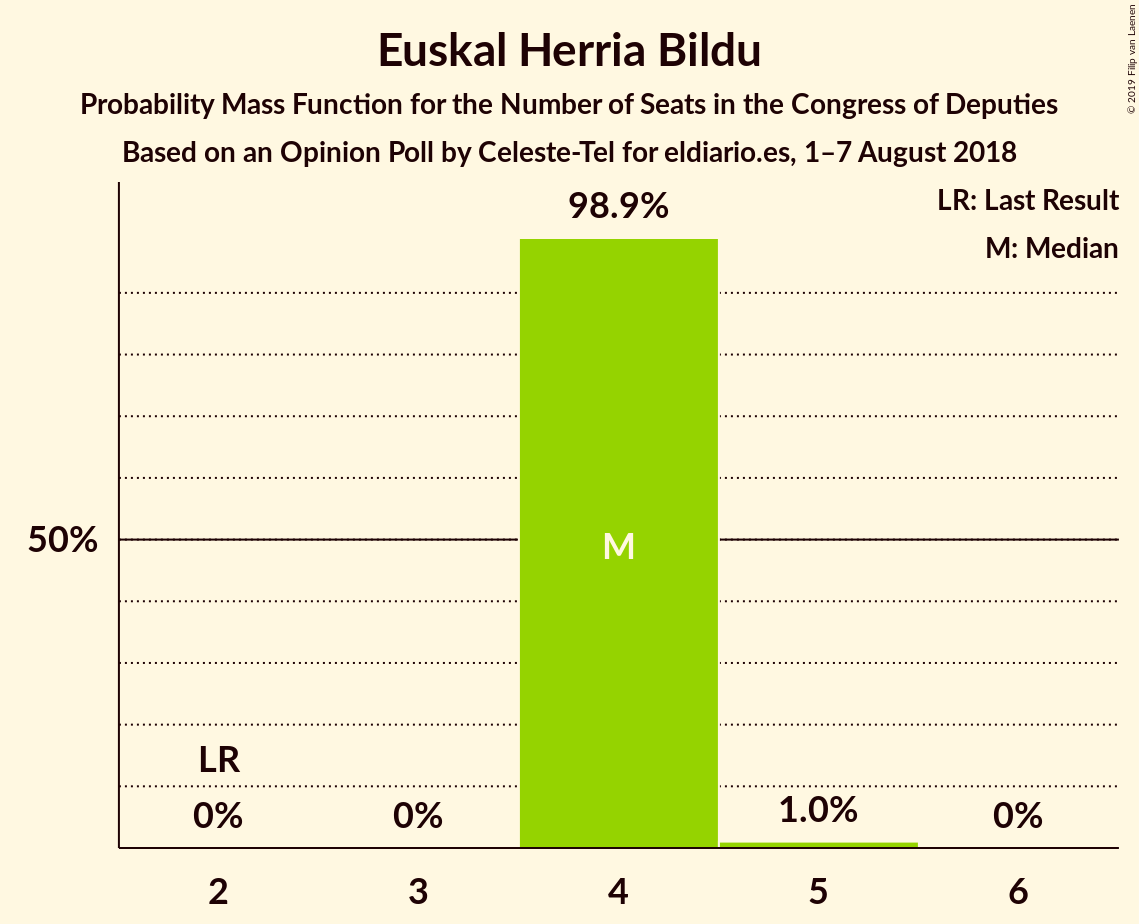 Euskal Herria Bildu
Probability Mass Function for the Number of Seats in the Congress of Deputies
Based on an Opinion Poll by Celeste-Tel for eldiario.es, 1–7 August 2018
© 2019 Filip van Laenen
LR: Last Result
M: Median
98.9%
50%
M
LR
0%
0%
1.0%
0%
2
3
4
5
6